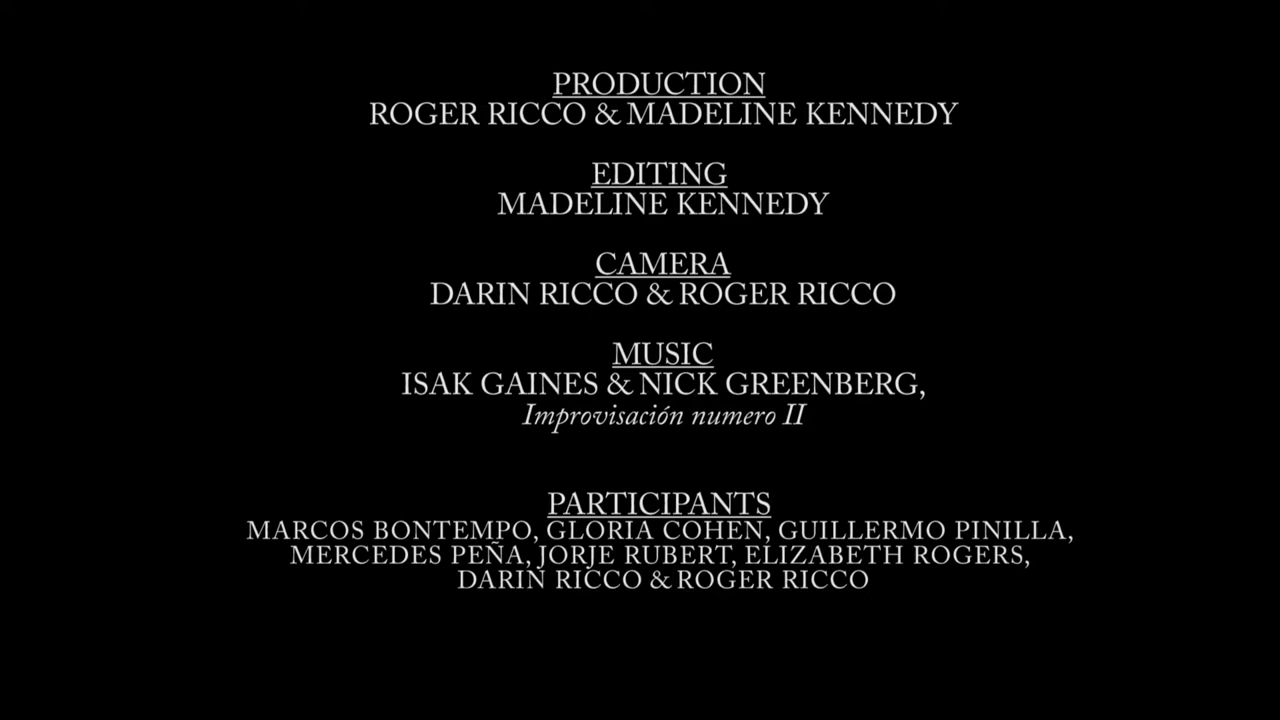 PRODUCTION
ROGER RICCO & MADELINE KENNEDY
EDITING
MADELINE KENNEDY
CAMERA
DARIN RICCO & ROGER RICCO
MUSIC
ISAK GAINES & NICK GREENBERG,
Improvisación numero II
PARTICIPANTS
MARCOS BONTEMPO, GLORIA COHEN, GUILLERMO PINILLA,
MERCEDES PEÑA, JORJE RUBERT, ELIZABETH ROGERS,
DARIN RICCO & ROGER RICCO